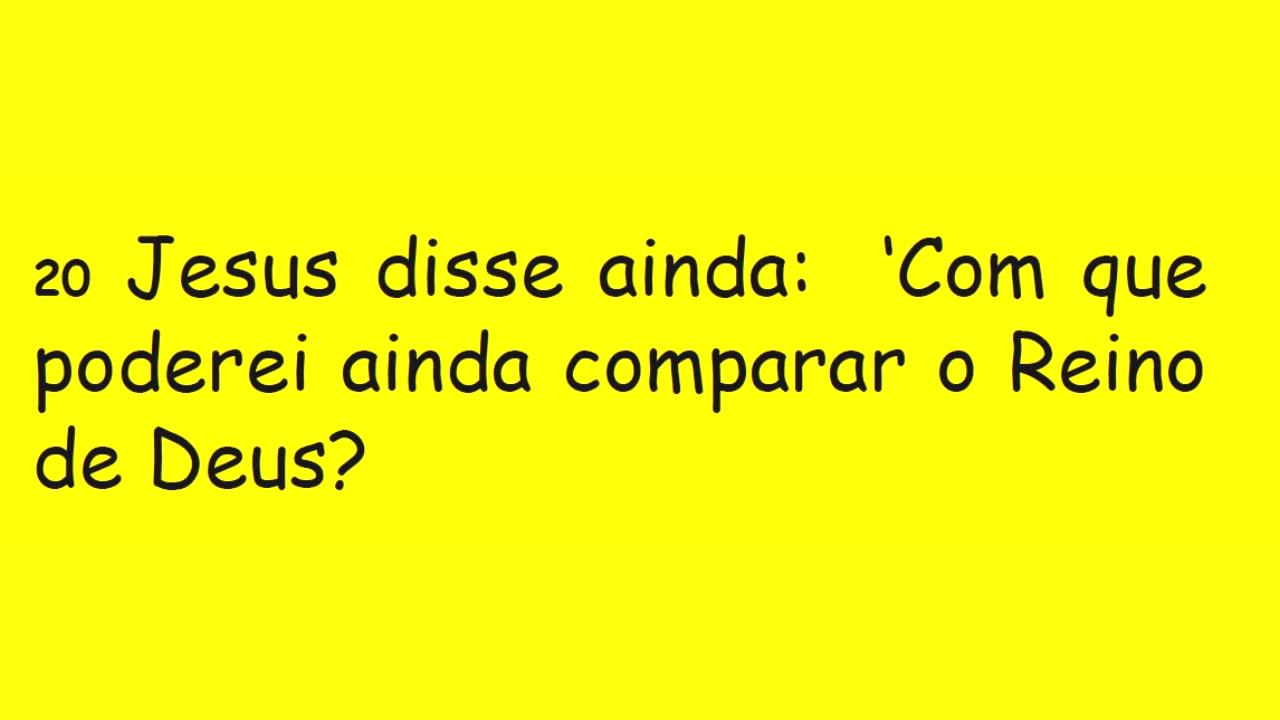 20 Jesus disse ainda: ‘Com que
poderei ainda comparar o Reino
de Deus?